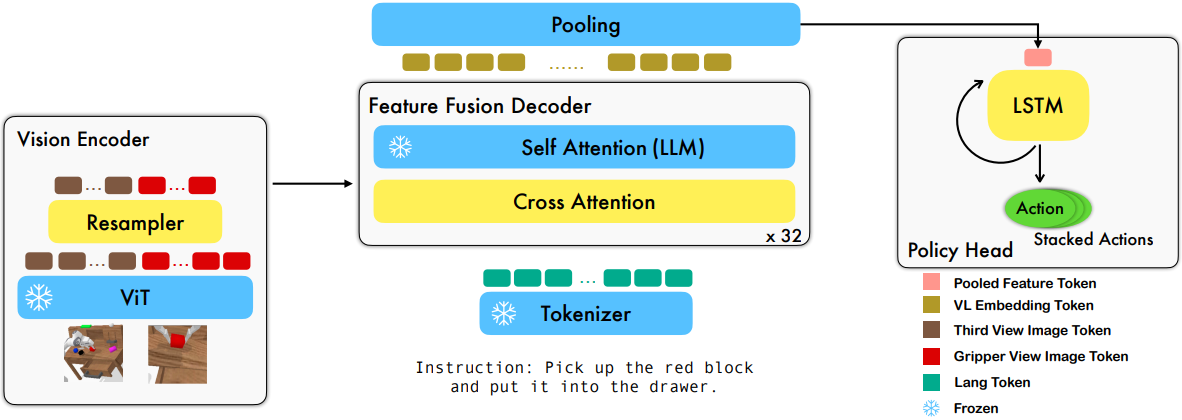 Pooling
Feature Fusion Decoder
Self Attention (LLM)
Cross Attention
x 32
Vision Encoder
...
...
Resampler
...
...
ViT
......
...
Tokenizer
Instruction: Pick up the red block
and put it into the drawer.
LSTM
Action
Stacked Actions
Policy Head
Pooled Feature Token
VL Embedding Token
Third View Image Token
Gripper View Image Token
Lang Token
Frozen